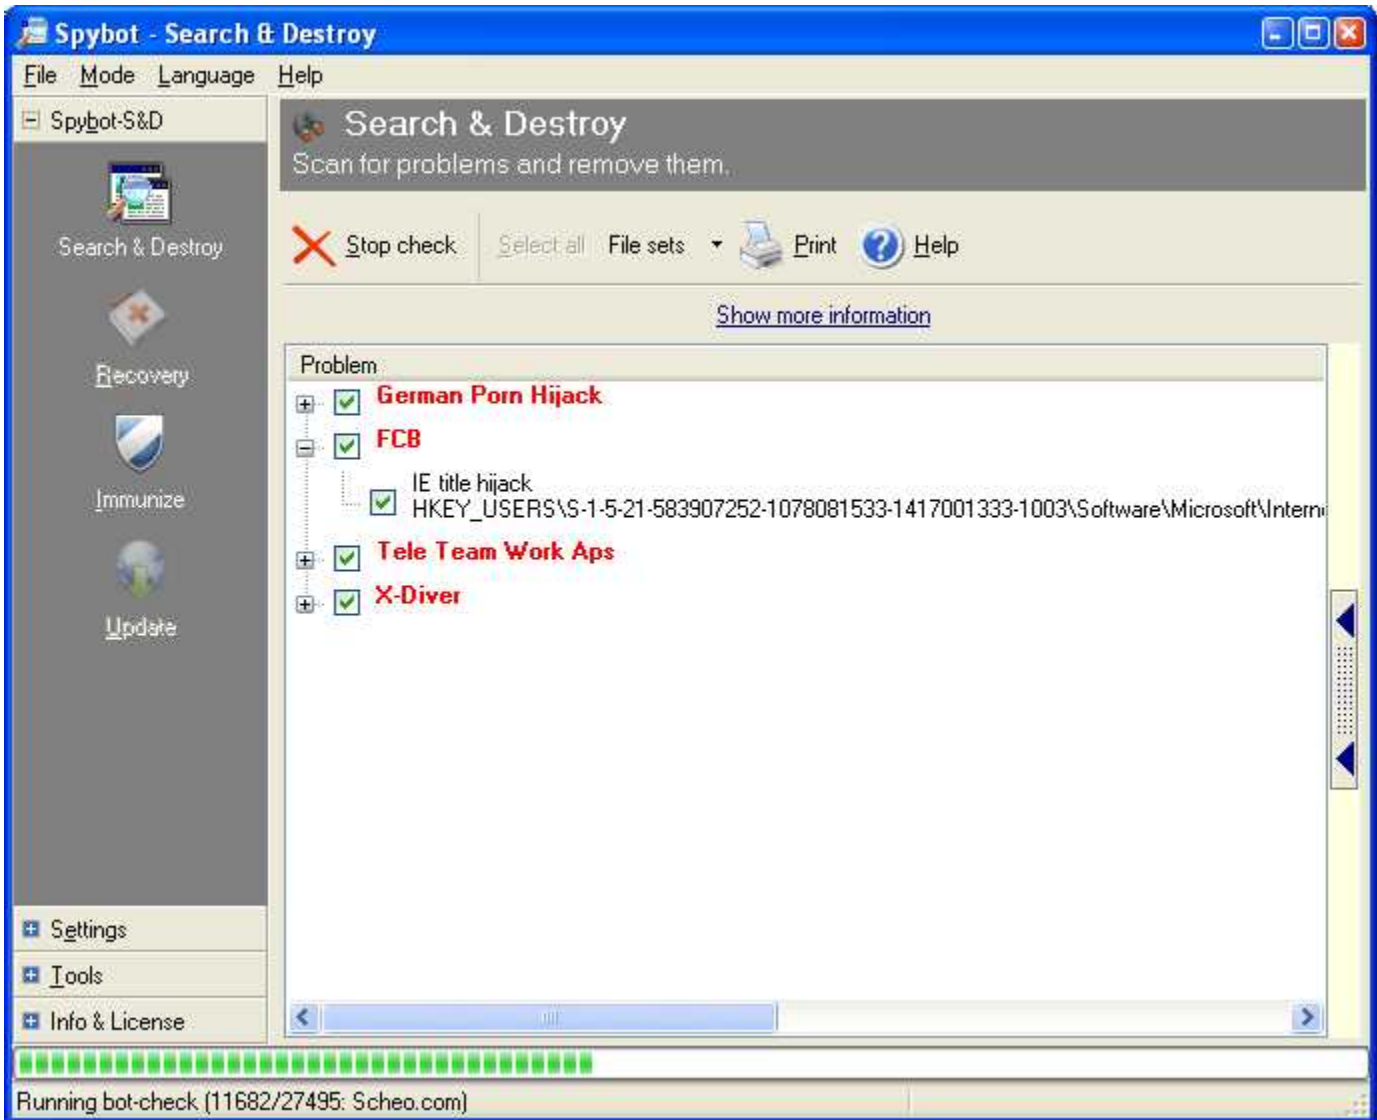 Spybot - Search & Destroy
File Mode Language Help
Spybot-S&D
Search & Destroy
Scan for problems and remove them.
Search & Destroy
Recovery
Immunize
Update
Stop check Select all File sets Print Help
Show more information
Problem
German Porn Hijack
FCB
IE title hijack
HKEY_USERS\S-1-5-21-583907252-1078081533-1417001333-1003\Software\Microsoft\Intern
Tele Team Work Aps
X-Diver
Settings
Tools
Info & License
Running bot-check (11682/27495: Scheo.com)